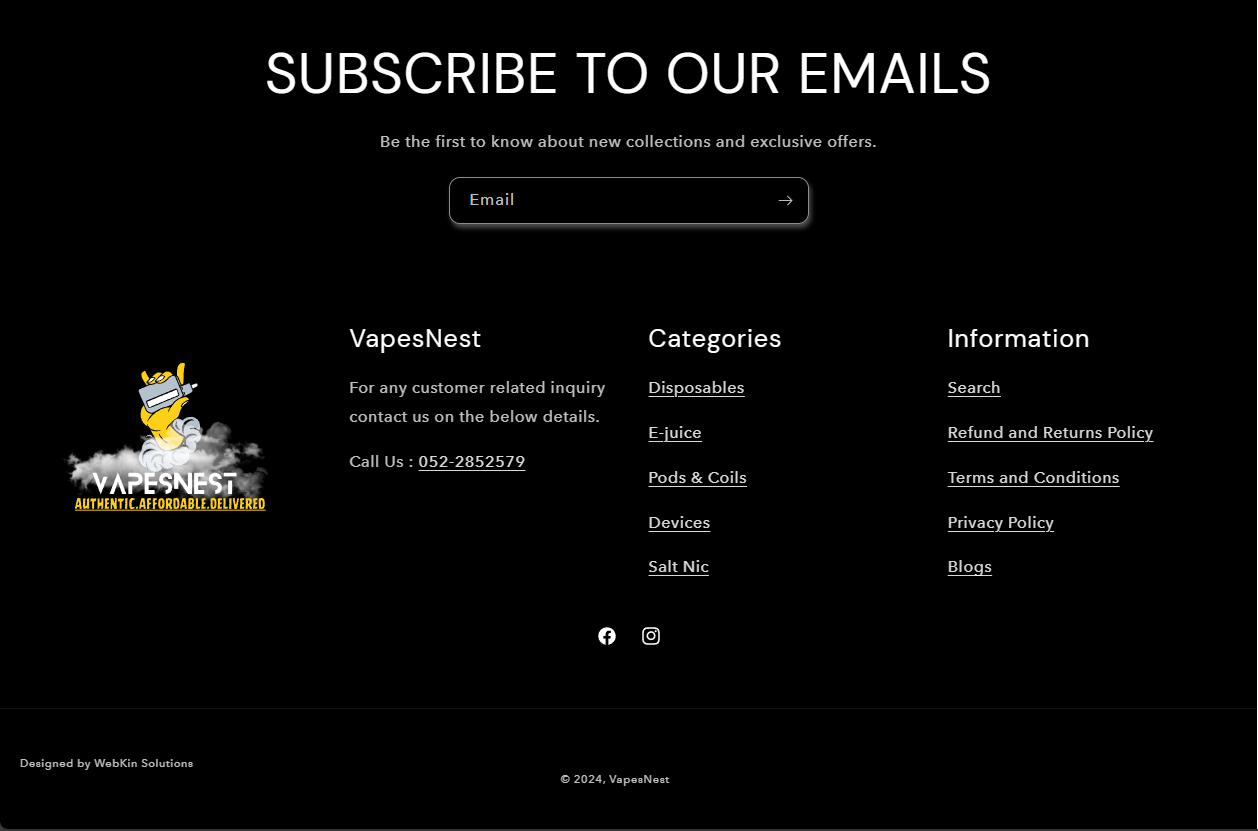 SUBSCRIBE TO OUR EMAILS
Be the first to know about new collections and exclusive offers.
Email
VAPESNEST
AUTHENTIC.AFFORDABLE.DELIVERED
VapesNest
For any customer related inquiry
contact us on the below details.
Call Us : 052-2852579
Categories
Disposables
E-juice
Pods & Coils
Devices
Salt Nic
Information
Search
Refund and Returns Policy
Terms and Conditions
Privacy Policy
Blogs
Designed by WebKin Solutions
© 2024, VapesNest